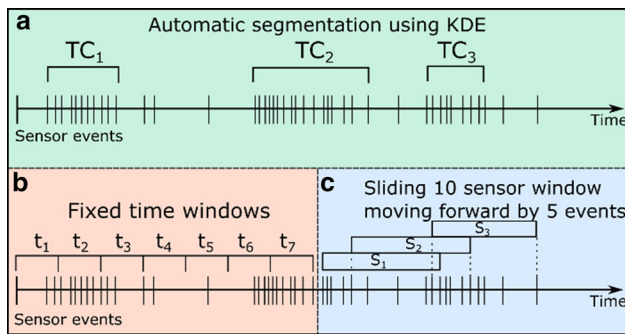 a
Automatic segmentation using KDE
TC1 TC2 TC3
Sensor events
Time
b
Fixed time windows
t1 t2 t3 t4 t5 t6 t7
Sensor events
c
Sliding 10 sensor window
moving forward by 5 events
S3
S2
S1
Time